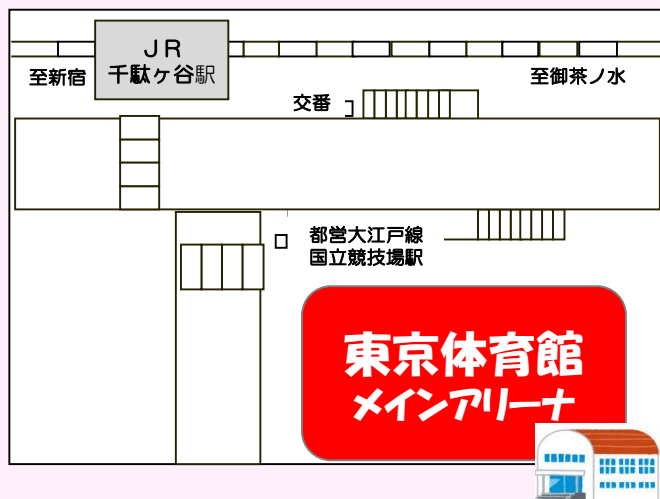 JR
千駄ヶ谷駅
至新宿
至御茶ノ水
交番
都営大江戸線
国立競技場駅
東京体育館
メインアリーナ